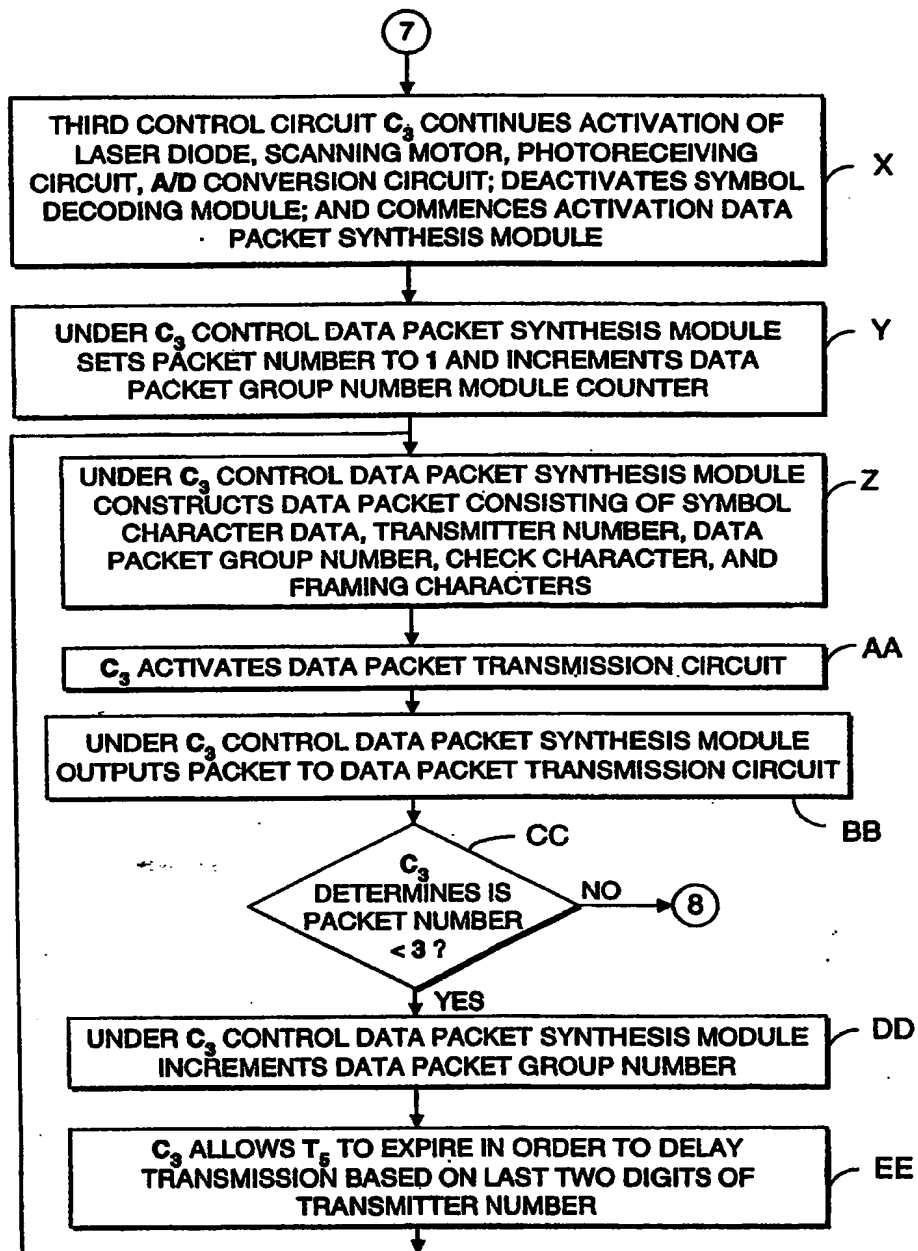 7
THIRD CONTROL CIRCUIT C₃ CONTINUES ACTIVATION OF
LASER DIODE, SCANNING MOTOR, PHOTORECEIVING
CIRCUIT, A/D CONVERSION CIRCUIT; DEACTIVATES SYMBOL
DECODING MODULE; AND COMMENCES ACTIVATION DATA
PACKET SYNTHESIS MODULE
X
UNDER C₃ CONTROL DATA PACKET SYNTHESIS MODULE
SETS PACKET NUMBER TO 1 AND INCREMENTS DATA
PACKET GROUP NUMBER MODULE COUNTER
Y
UNDER C₃ CONTROL DATA PACKET SYNTHESIS MODULE
CONSTRUCTS DATA PACKET CONSISTING OF SYMBOL
CHARACTER DATA, TRANSMITTER NUMBER, DATA
PACKET GROUP NUMBER, CHECK CHARACTER, AND
FRAMING CHARACTERS
Z
C₃ ACTIVATES DATA PACKET TRANSMISSION CIRCUIT
AA
UNDER C₃ CONTROL DATA PACKET SYNTHESIS MODULE
OUTPUTS PACKET TO DATA PACKET TRANSMISSION CIRCUIT
BB
CC
C₃
DETERMINES IS
PACKET NUMBER
< 3 ?
NO
8
YES
UNDER C₃ CONTROL DATA PACKET SYNTHESIS MODULE
INCREMENTS DATA PACKET GROUP NUMBER
DD
C₃ ALLOWS T₅ TO EXPIRE IN ORDER TO DELAY
TRANSMISSION BASED ON LAST TWO DIGITS OF
TRANSMITTER NUMBER
EE